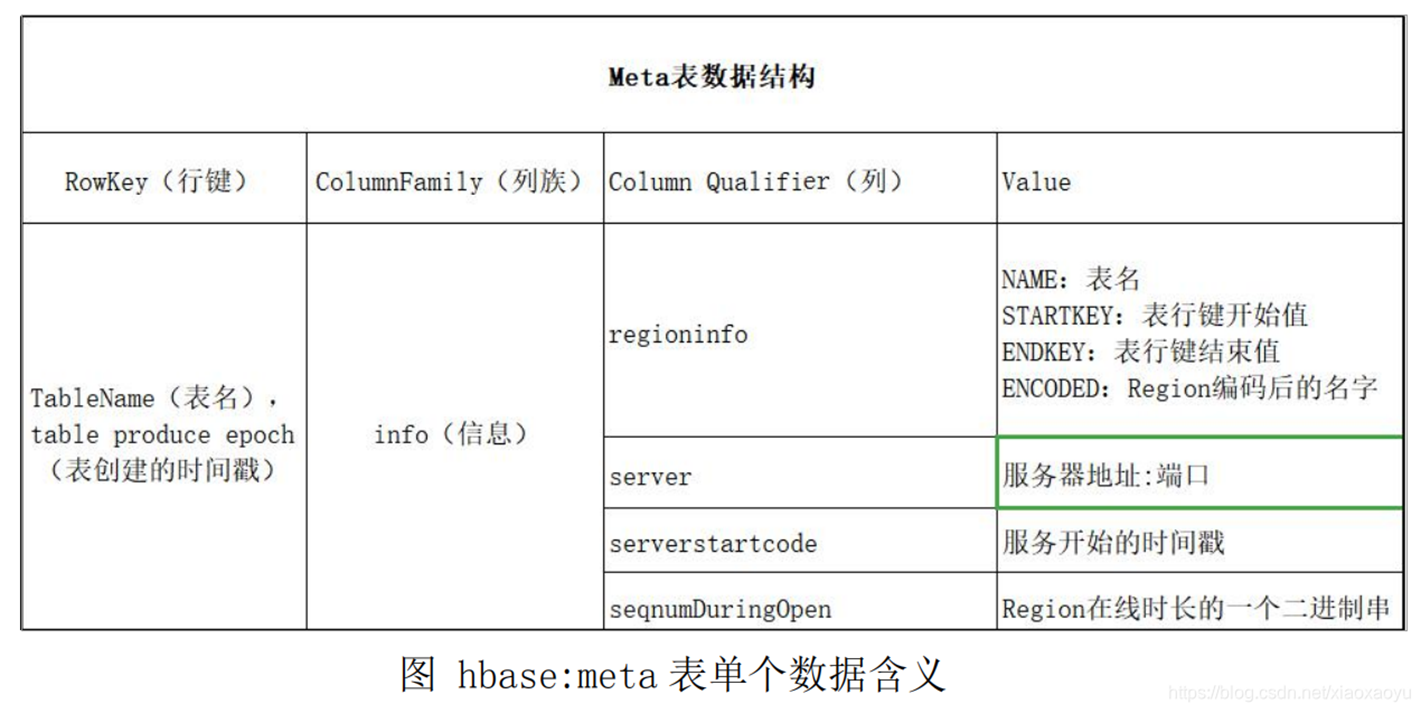 Meta表数据结构
RowKey（行键）
ColumnFamily（列族）
Column Qualifier（列）
Value
TableName（表名），
table produce epoch
（表创建的时间戳）
info（信息）
regioninfo
NAME：表名
STARTKEY：表行键开始值
ENDKEY：表行键结束值
ENCODED：Region编码后的名字
server
服务器地址:端口
serverstartcode
服务开始的时间戳
seqnumDuringOpen
Region在线时长的一个二进制串
图 hbase:meta 表单个数据含义
https://blog.csdn.net/xiaoxaoyu